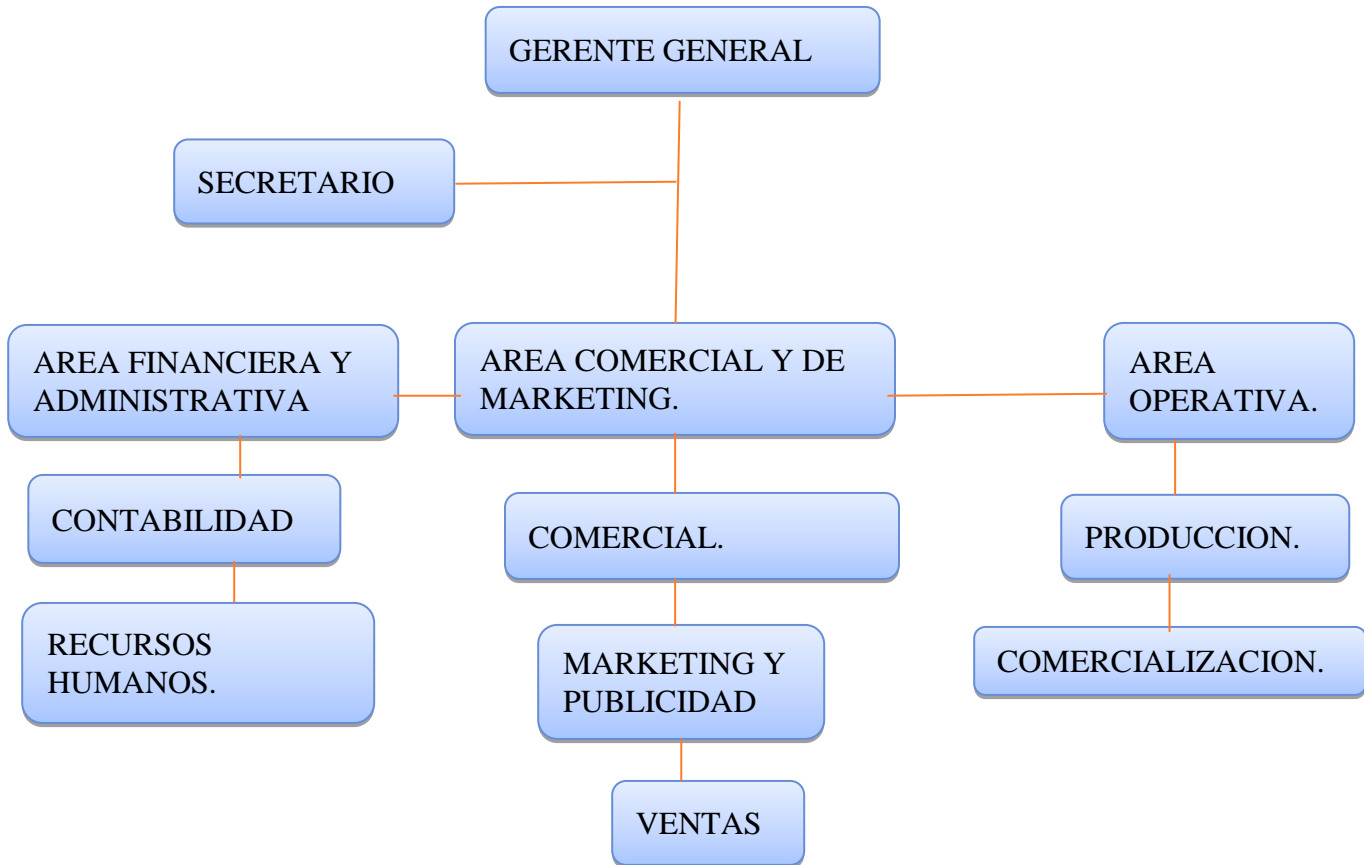 GERENTE GENERAL
SECRETARIO
AREA FINANCIERA Y
ADMINISTRATIVA
AREA COMERCIAL Y DE
MARKETING.
AREA
OPERATIVA.
CONTABILIDAD
COMERCIAL.
PRODUCCION.
RECURSOS
HUMANOS.
MARKETING Y
PUBLICIDAD
COMERCIALIZACION.
VENTAS